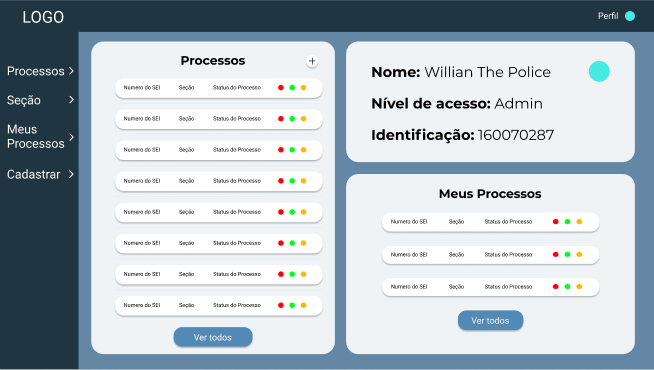 LOGO
Perfil
Processos
Seção
Meus
Processos
Cadastrar
Processos
Numero do SEI Seção Status do Processo
Numero do SEI Seção Status do Processo
Numero do SEI Seção Status do Processo
Numero do SEI Seção Status do Processo
Numero do SEI Seção Status do Processo
Numero do SEI Seção Status do Processo
Numero do SEI Seção Status do Processo
Numero do SEI Seção Status do Processo
Ver todos
Nome: Willian The Police
Nível de acesso: Admin
Identificação: 160070287
Meus Processos
Numero do SEI Seção Status do Processo
Numero do SEI Seção Status do Processo
Numero do SEI Seção Status do Processo
Ver todos